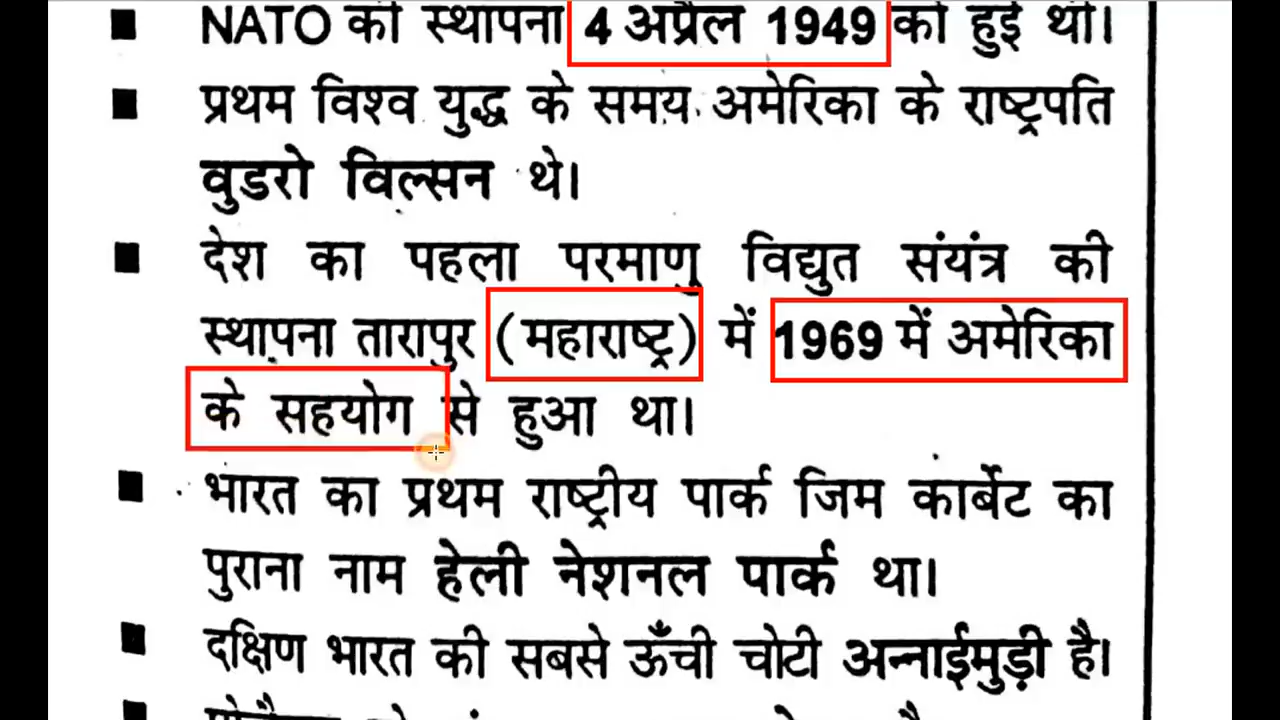 ■ NATO की स्थापना 4 अप्रैल 1949 को हुई थी।
■ प्रथम विश्व युद्ध के समय अमेरिका के राष्ट्रपति
वुडरो विल्सन थे।
■ देश का पहला परमाणु विद्युत संयंत्र की
स्थापना तारापुर (महाराष्ट्र) में 1969 में अमेरिका
के सहयोग से हुआ था।
■ भारत का प्रथम राष्ट्रीय पार्क जिम कार्बेट का
पुराना नाम हेली नेशनल पार्क था।
■ दक्षिण भारत की सबसे ऊँची चोटी अन्नाईमुड़ी है।